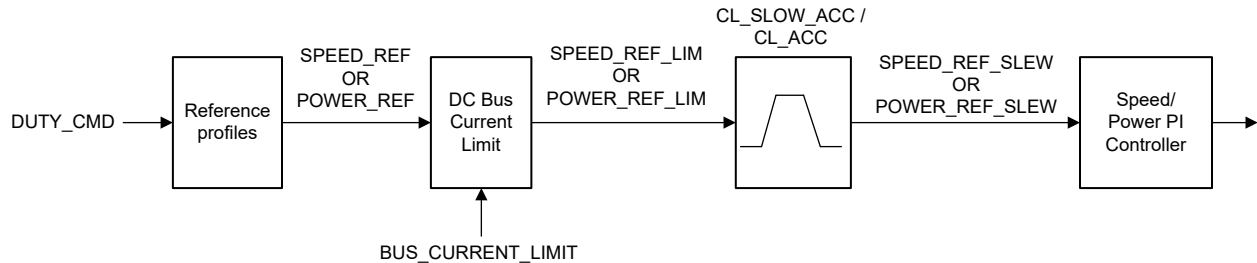 CL_SLOW_ACC /
CL_ACC
DUTY_CMD
Reference
profiles
SPEED_REF
OR
POWER_REF
DC Bus
Current
Limit
BUS_CURRENT_LIMIT
SPEED_REF_LIM
OR
POWER_REF_LIM
SPEED_REF_SLEW
OR
POWER_REF_SLEW
Speed/
Power PI
Controller